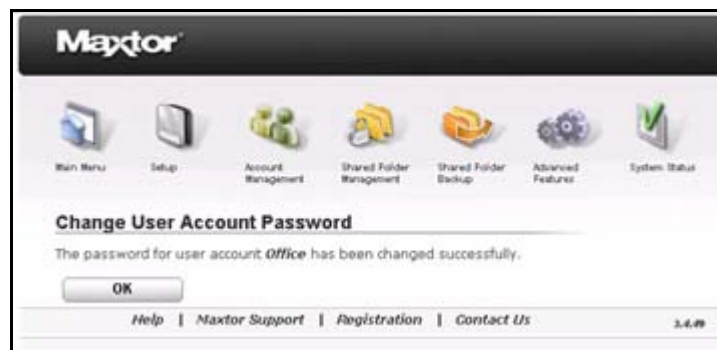 Maxtor
Main Menu
Setup
Account Management
Shared Folder Management
Shared Folder Backup
Advanced Features
System Status
Change User Account Password
The password for user account Office has been changed successfully.
OK
Help | Maxtor Support | Registration | Contact Us